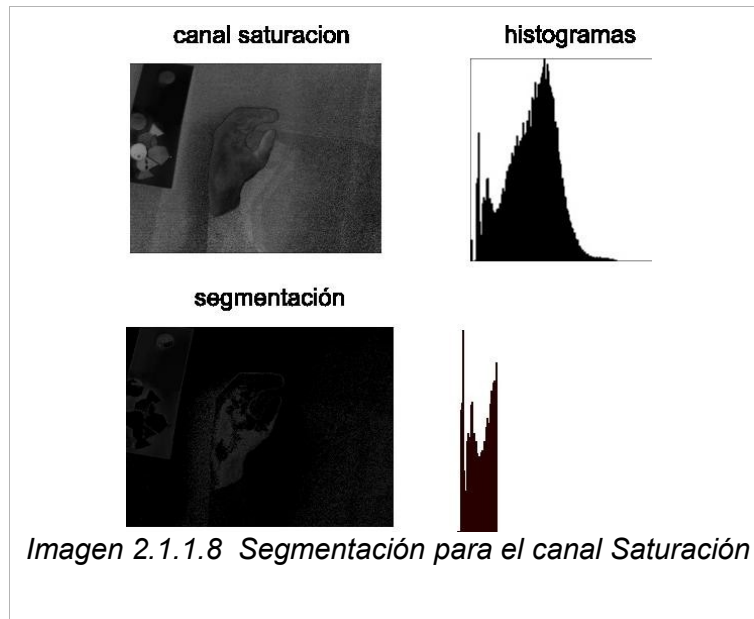 canal saturacion
histogramas
segmentación
Imagen 2.1.1.8 Segmentación para el canal Saturación